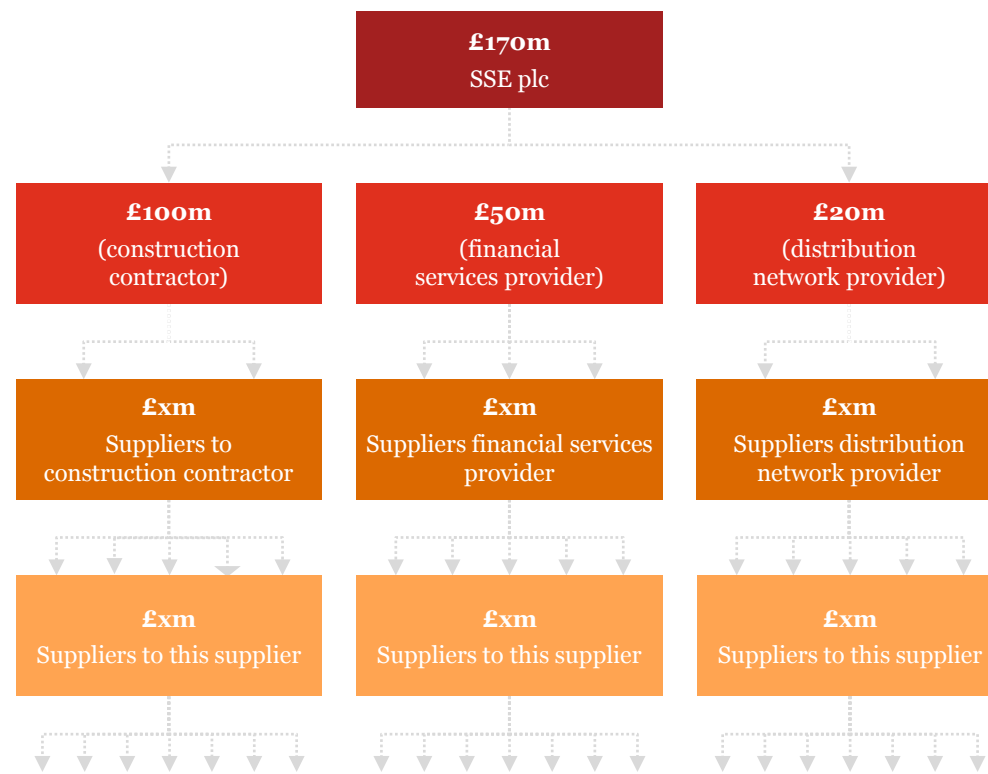 £170m
SSE plc
£100m
(construction
contractor)
£50m
(financial
services provider)
£20m
(distribution
network provider)
£xm
Suppliers to
construction contractor
£xm
Suppliers financial services
provider
£xm
Suppliers distribution
network provider
£xm
Suppliers to this supplier
£xm
Suppliers to this supplier
£xm
Suppliers to this supplier